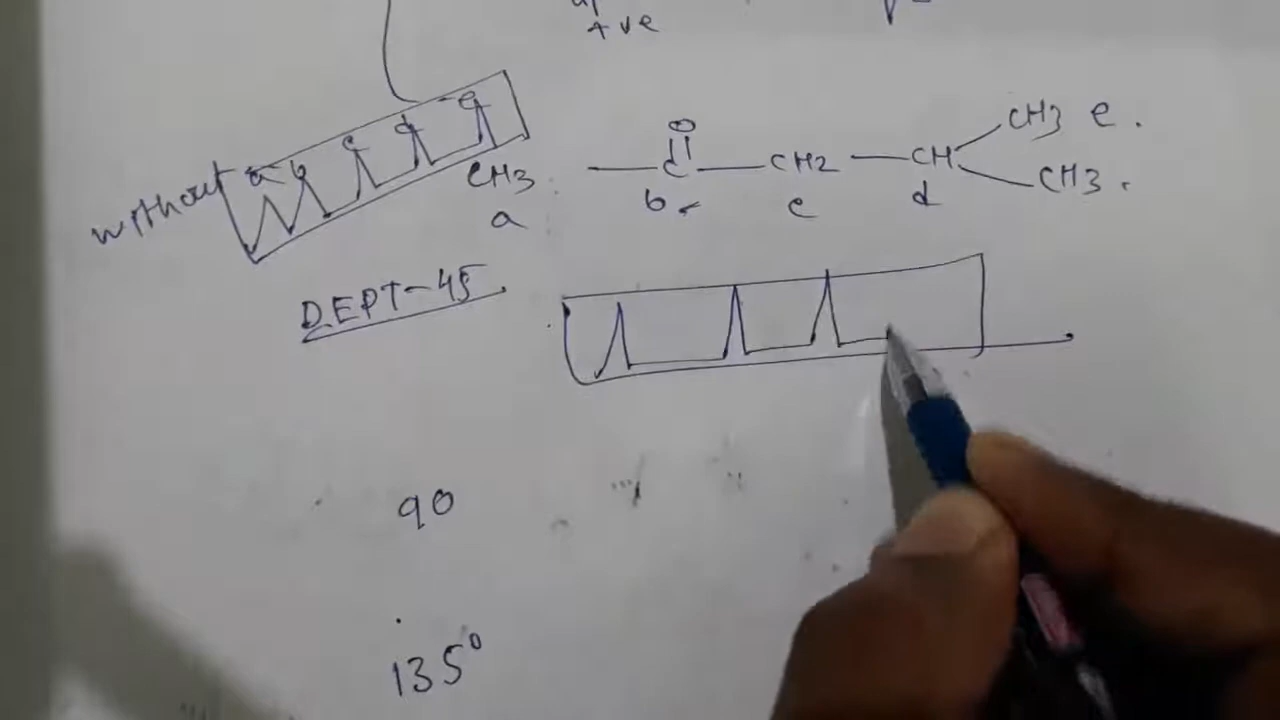 +ve
without a b c d e
CH3 — C — CH2 — CH CH3 e.
O
CH3.
a b c d
DEPT-45
90
135°